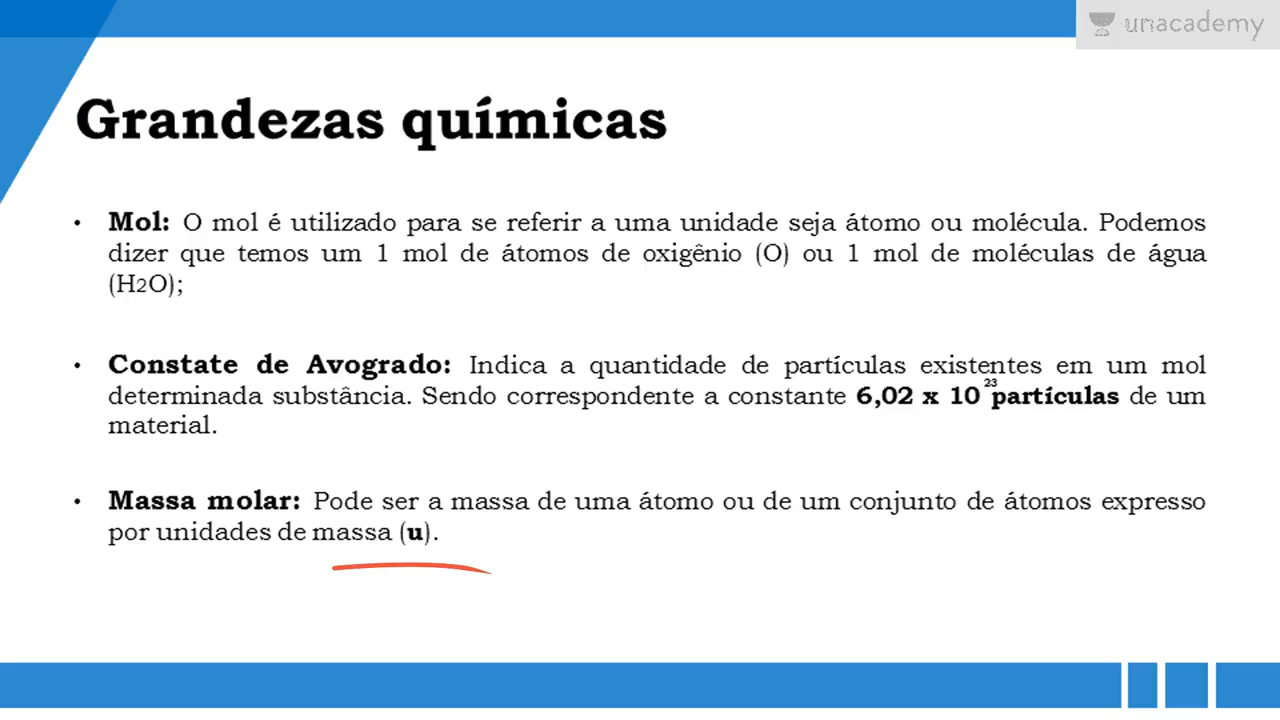 unacademy
Grandezas químicas
• Mol: O mol é utilizado para se referir a uma unidade seja átomo ou molécula. Podemos
dizer que temos um 1 mol de átomos de oxigênio (O) ou 1 mol de moléculas de água
(H2O);
• Constate de Avogrado: Indica a quantidade de partículas existentes em um mol
determinada substância. Sendo correspondente a constante 6,02 x 10²³ partículas de um
material.
• Massa molar: Pode ser a massa de uma átomo ou de um conjunto de átomos expresso
por unidades de massa (u).